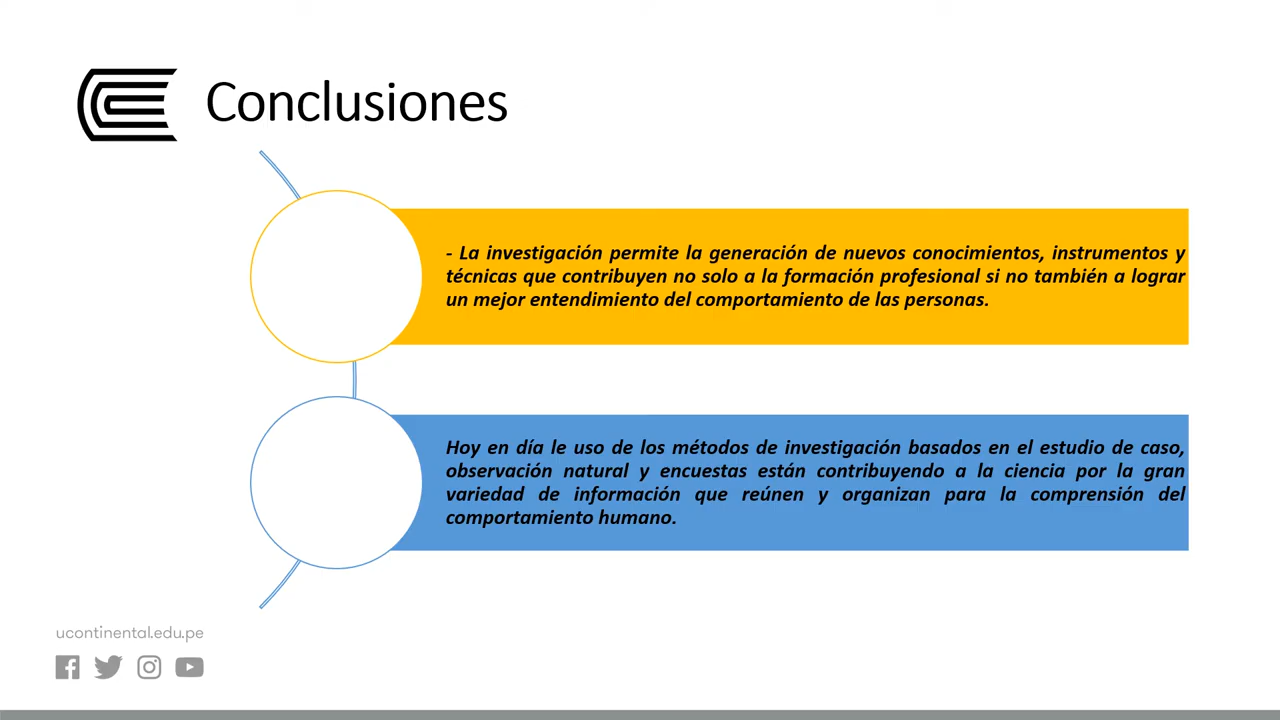 Conclusiones
- La investigación permite la generación de nuevos conocimientos, instrumentos y
técnicas que contribuyen no solo a la formación profesional si no también a lograr
un mejor entendimiento del comportamiento de las personas.
Hoy en día le uso de los métodos de investigación basados en el estudio de caso,
observación natural y encuestas están contribuyendo a la ciencia por la gran
variedad de información que reúnen y organizan para la comprensión del
comportamiento humano.
ucontinental.edu.pe